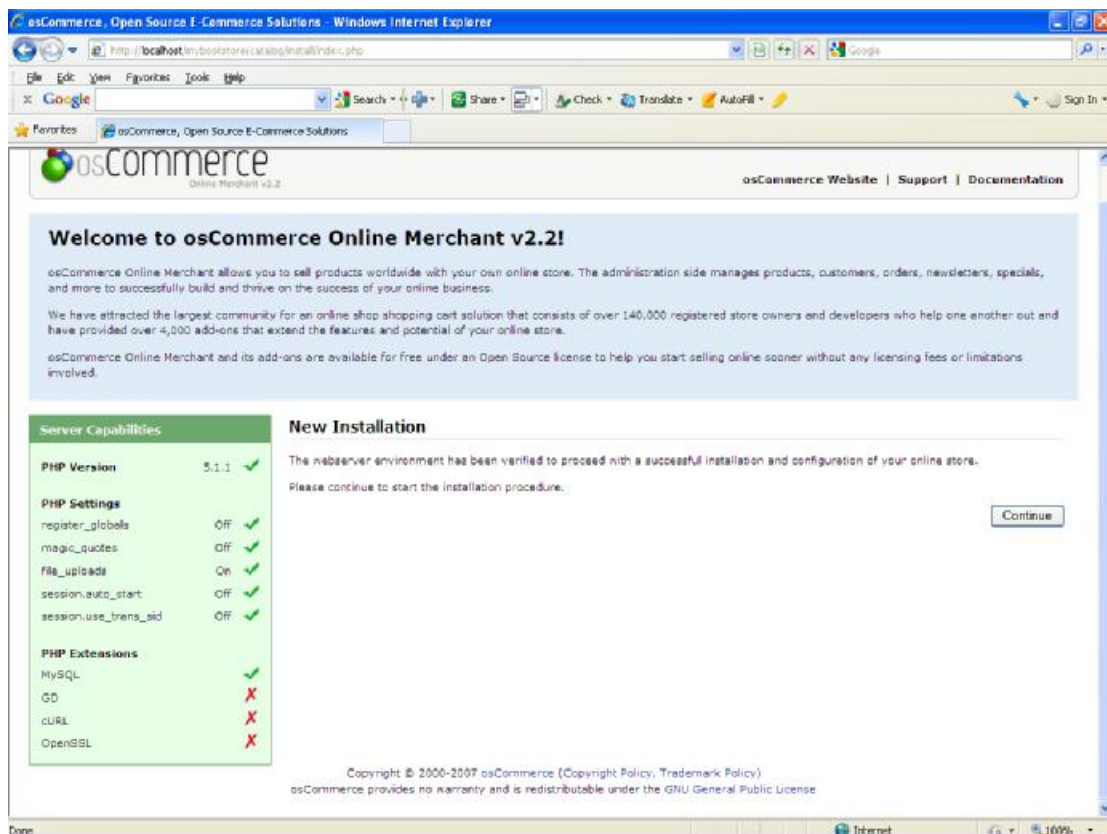 osCommerce, Open Source E-Commerce Solutions - Windows Internet Explorer
http://localhost/mybookstore/catalog/install/index.php
Google
File Edit View Favorites Tools Help
x Google Search Share Check Translate AutoFill Sign In
Favorites osCommerce, Open Source E-Commerce Solutions
osCommerce
Online Merchant v2.2
osCommerce Website | Support | Documentation
Welcome to osCommerce Online Merchant v2.2!
osCommerce Online Merchant allows you to sell products worldwide with your own online store. The administration side manages products, customers, orders, newsletters, specials,
and more to successfully build and thrive on the success of your online business.
We have attracted the largest community for an online shop shopping cart solution that consists of over 140,000 registered store owners and developers who help one another out and
have provided over 4,000 add-ons that extend the features and potential of your online store.
osCommerce Online Merchant and its add-ons are available for free under an Open Source license to help you start selling online sooner without any licensing fees or limitations
involved.
Server Capabilities
PHP Version 5.1.1
PHP Settings
register_globals Off
magic_quotes Off
file_uploads On
session.auto_start Off
session.use_trans_sid Off
PHP Extensions
MySQL
GD
cURL
OpenSSL
New Installation
The webserver environment has been verified to proceed with a successful installation and configuration of your online store.
Please continue to start the installation procedure.
Continue
Copyright © 2000-2007 osCommerce (Copyright Policy, Trademark Policy)
osCommerce provides no warranty and is redistributable under the GNU General Public License
Done Internet 100%